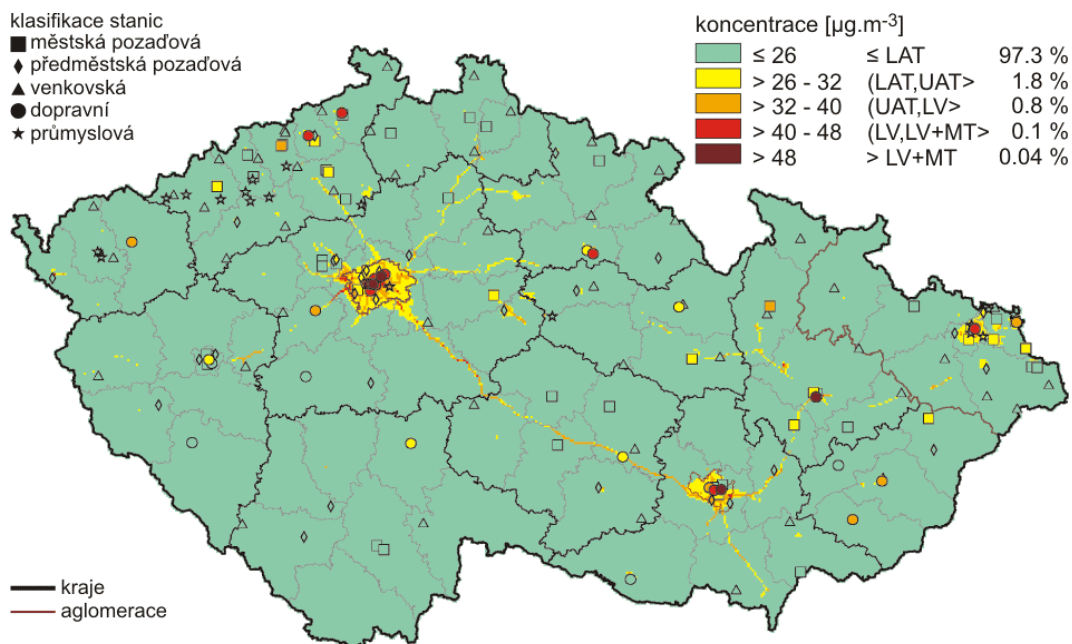 klasifikace stanic
městská pozaďová
předměstská pozaďová
venkovská
dopravní
průmyslová
koncentrace [µg.m⁻³]
≤ 26 ≤ LAT 97.3 %
> 26 - 32 (LAT,UAT> 1.8 %
> 32 - 40 (UAT,LV> 0.8 %
> 40 - 48 (LV,LV+MT> 0.1 %
> 48 > LV+MT 0.04 %
kraje
aglomerace